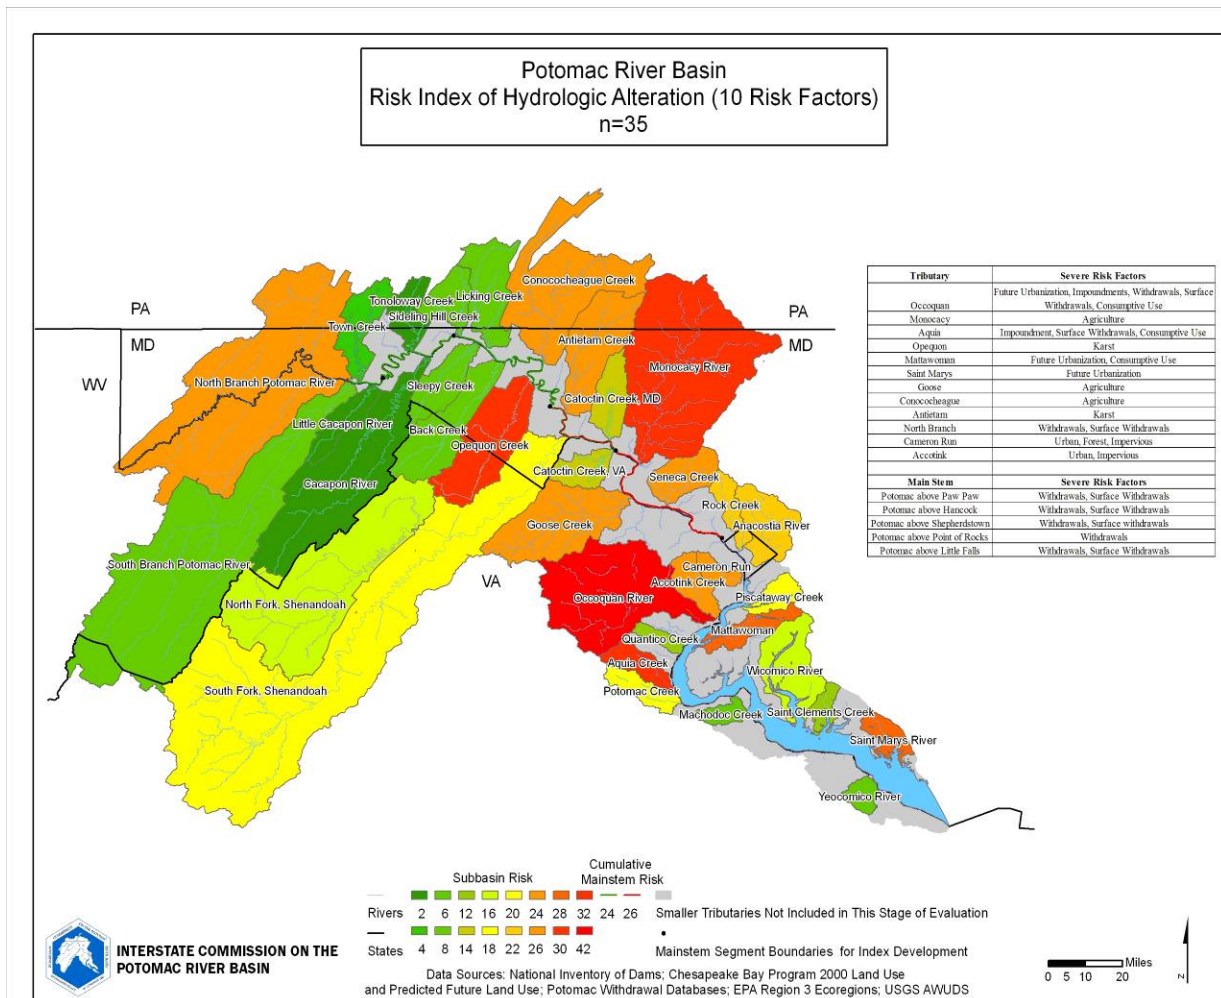 Potomac River Basin
Risk Index of Hydrologic Alteration (10 Risk Factors)
n=35
PA
MD
WV
PA
MD
VA
Conococheague Creek
Licking Creek
Tonoloway Creek
Sideling Hill Creek
Town Creek
Antietam Creek
Monocacy River
North Branch Potomac River
Sleepy Creek
Catoctin Creek, MD
Little Cacapon River
Back Creek
Opequon Creek
Cacapon River
Catoctin Creek, VA
Seneca Creek
Rock Creek
Goose Creek
Anacostia River
South Branch Potomac River
Cameron Run
Accotink Creek
North Fork, Shenandoah
Occoquan River
Piscataway Creek
Mattawoman
Quantico Creek
Aquia Creek
Wicomico River
South Fork, Shenandoah
Potomac Creek
Machodoc Creek
Saint Clements Creek
Saint Marys River
Yeocomico River
Tributary Severe Risk Factors
Future Urbanization, Impoundments, Withdrawals, Surface
Occoquan Withdrawals, Consumptive Use
Monocacy Agriculture
Aquia Impoundment, Surface Withdrawals, Consumptive Use
Opequon Karst
Mattawoman Future Urbanization, Consumptive Use
Saint Marys Future Urbanization
Goose Agriculture
Conococheague Agriculture
Antietam Karst
North Branch Withdrawals, Surface Withdrawals
Cameron Run Urban, Forest, Impervious
Accotink Urban, Impervious
Main Stem Severe Risk Factors
Potomac above Paw Paw Withdrawals, Surface Withdrawals
Potomac above Hancock Withdrawals, Surface Withdrawals
Potomac above Shepherdstown Withdrawals, Surface withdrawals
Potomac above Point of Rocks Withdrawals
Potomac above Little Falls Withdrawals, Surface Withdrawals
Subbasin Risk
Cumulative
Mainstem Risk
Rivers 2 6 12 16 20 24 28 32 24 26 Smaller Tributaries Not Included in This Stage of Evaluation
States 4 8 14 18 22 26 30 42 Mainstem Segment Boundaries for Index Development
Data Sources: National Inventory of Dams; Chesapeake Bay Program 2000 Land Use
and Predicted Future Land Use; Potomac Withdrawal Databases; EPA Region 3 Ecoregions; USGS AWUDS
INTERSTATE COMMISSION ON THE
POTOMAC RIVER BASIN
Miles
0 5 10 20
N